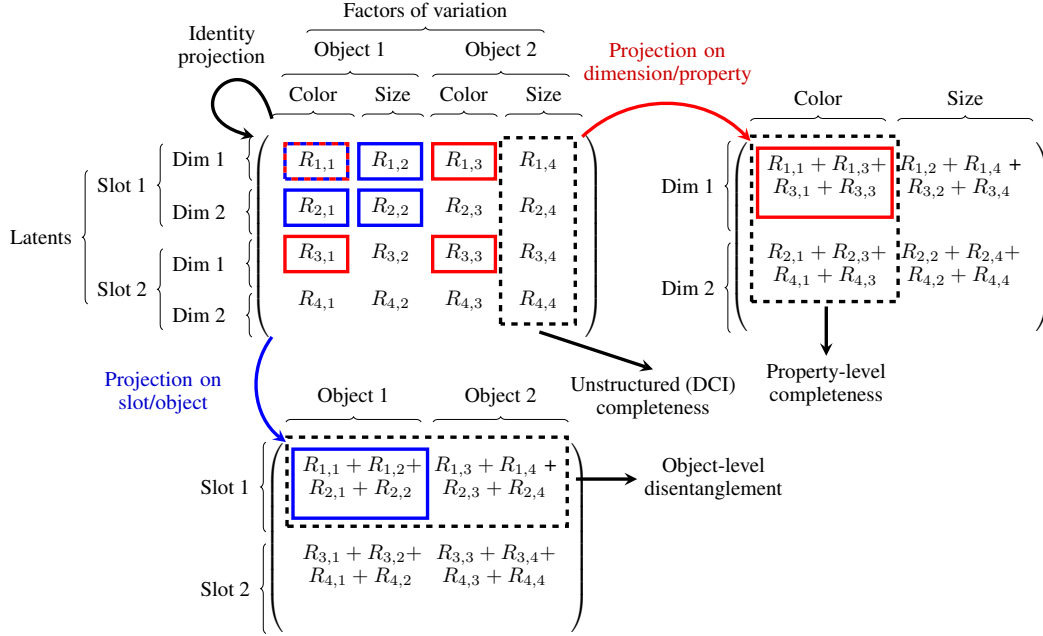 Factors of variation
Identity
projection
Object 1
Object 2
Projection on
dimension/property
Color
Size
Color
Size
Color
Size
Latents
Slot 1
Slot 2
Dim 1
R1,1
R1,2
R1,3
R1,4
Dim 2
R2,1
R2,2
R2,3
R2,4
Dim 1
R3,1
R3,2
R3,3
R3,4
Dim 2
R4,1
R4,2
R4,3
R4,4
Dim 1
R1,1 + R1,3+
R3,1 + R3,3
R1,2 + R1,4 +
R3,2 + R3,4
Dim 2
R2,1 + R2,3+
R4,1 + R4,3
R2,2 + R2,4+
R4,2 + R4,4
Projection on
slot/object
Unstructured (DCI)
completeness
Property-level
completeness
Object 1
Object 2
Slot 1
R1,1 + R1,2+
R2,1 + R2,2
R1,3 + R1,4 +
R2,3 + R2,4
Object-level
disentanglement
Slot 2
R3,1 + R3,2+
R4,1 + R4,2
R3,3 + R3,4+
R4,3 + R4,4